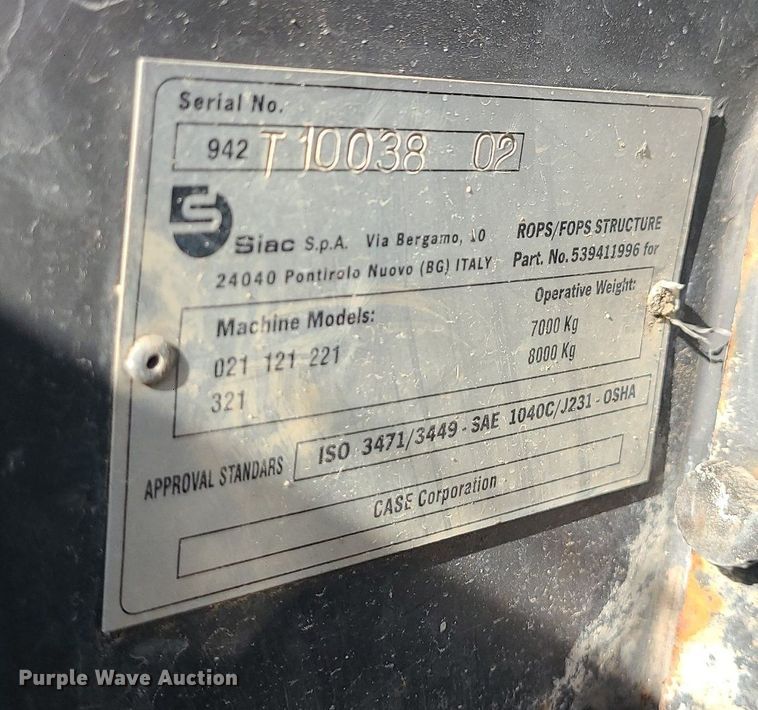 Serial No.
942 T10038 02
S
Siac S.p.A. Via Bergamo, 10
24040 Pontirolo Nuovo (BG) ITALY
ROPS/FOPS STRUCTURE
Part. No. 539411996 for
Machine Models:
021 121 221
321
Operative Weight:
7000 Kg
8000 Kg
APPROVAL STANDARS
ISO 3471/3449 - SAE 1040C/J231 - OSHA
CASE Corporation
Purple Wave Auction